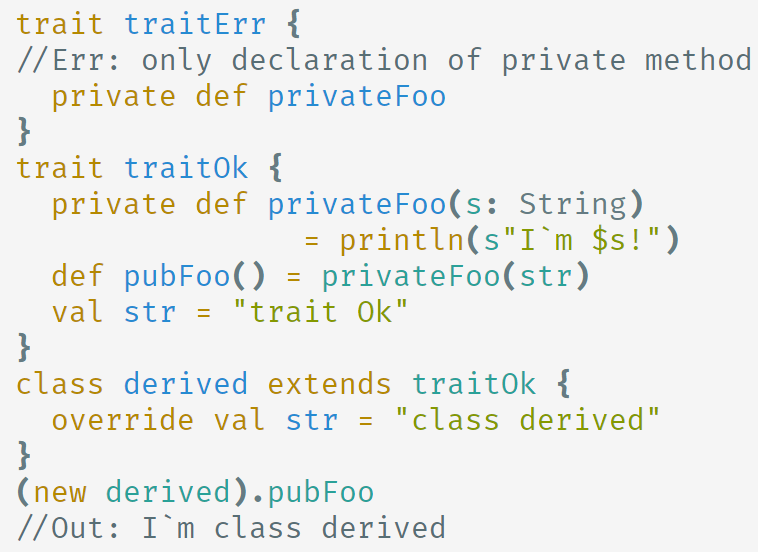 trait traitErr {
//Err: only declaration of private method
  private def privateFoo
}
trait traitOk {
  private def privateFoo(s: String)
                = println(s"I`m $s!")
  def pubFoo() = privateFoo(str)
  val str = "trait Ok"
}
class derived extends traitOk {
  override val str = "class derived"
}
(new derived).pubFoo
//Out: I`m class derived